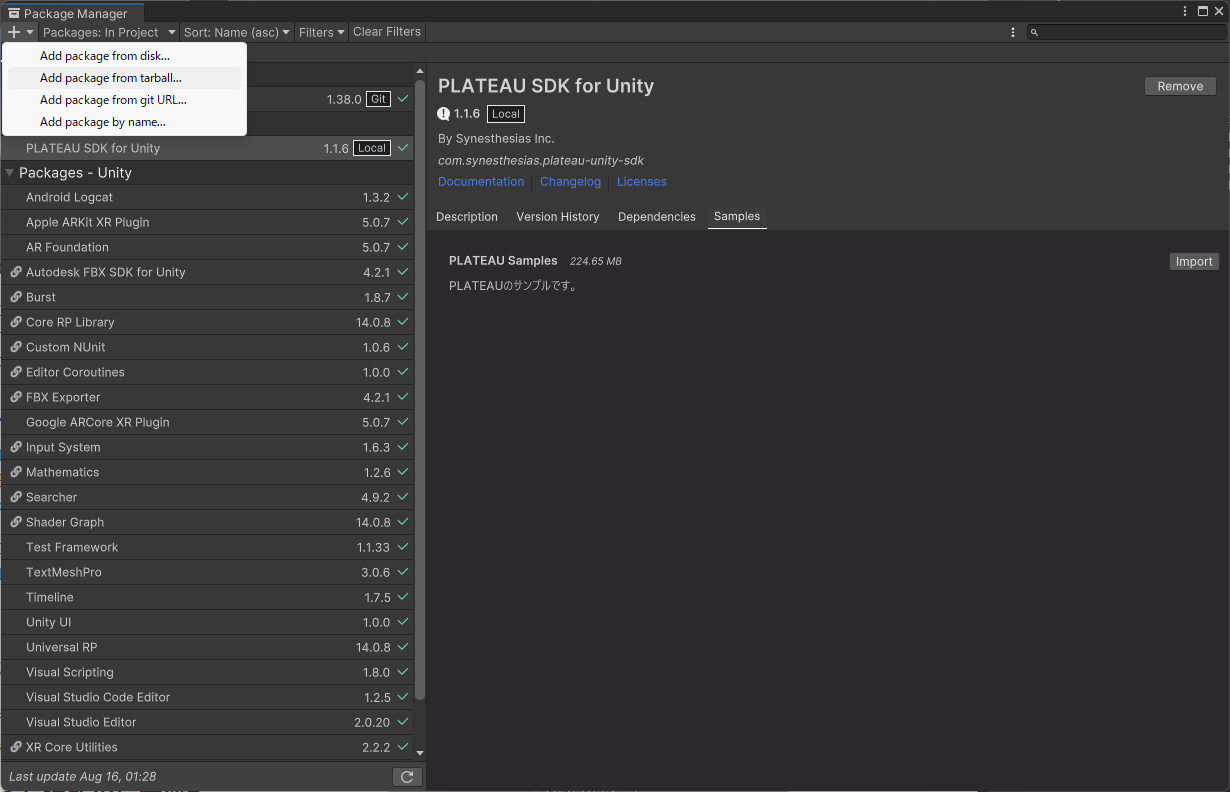 Package Manager
+ Packages: In Project Sort: Name (asc) Filters Clear Filters
Add package from disk...
Add package from tarball...
Add package from git URL...
Add package by name...
1.38.0 Git
PLATEAU SDK for Unity 1.1.6 Local
Packages - Unity
Android Logcat 1.3.2
Apple ARKit XR Plugin 5.0.7
AR Foundation 5.0.7
Autodesk FBX SDK for Unity 4.2.1
Burst 1.8.7
Core RP Library 14.0.8
Custom NUnit 1.0.6
Editor Coroutines 1.0.0
FBX Exporter 4.2.1
Google ARCore XR Plugin 5.0.7
Input System 1.6.3
Mathematics 1.2.6
Searcher 4.9.2
Shader Graph 14.0.8
Test Framework 1.1.33
TextMeshPro 3.0.6
Timeline 1.7.5
Unity UI 1.0.0
Universal RP 14.0.8
Visual Scripting 1.8.0
Visual Studio Code Editor 1.2.5
Visual Studio Editor 2.0.20
XR Core Utilities 2.2.2
Last update Aug 16, 01:28
PLATEAU SDK for Unity Remove
1.1.6 Local
By Synesthesias Inc.
com.synesthesias.plateau-unity-sdk
Documentation Changelog Licenses
Description Version History Dependencies Samples
PLATEAU Samples 224.65 MB Import
PLATEAUのサンプルです。